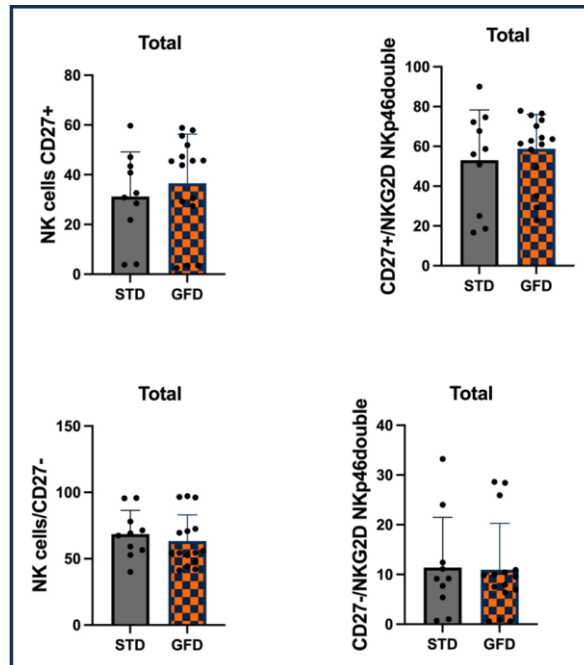 Total
NK cells CD27+
80
60
40
20
0
STD GFD
Total
CD27+/NKG2D NKp46double
100
80
60
40
20
0
STD GFD
Total
NK cells/CD27-
150
100
50
0
STD GFD
Total
CD27-/NKG2D NKp46double
40
30
20
10
0
STD GFD